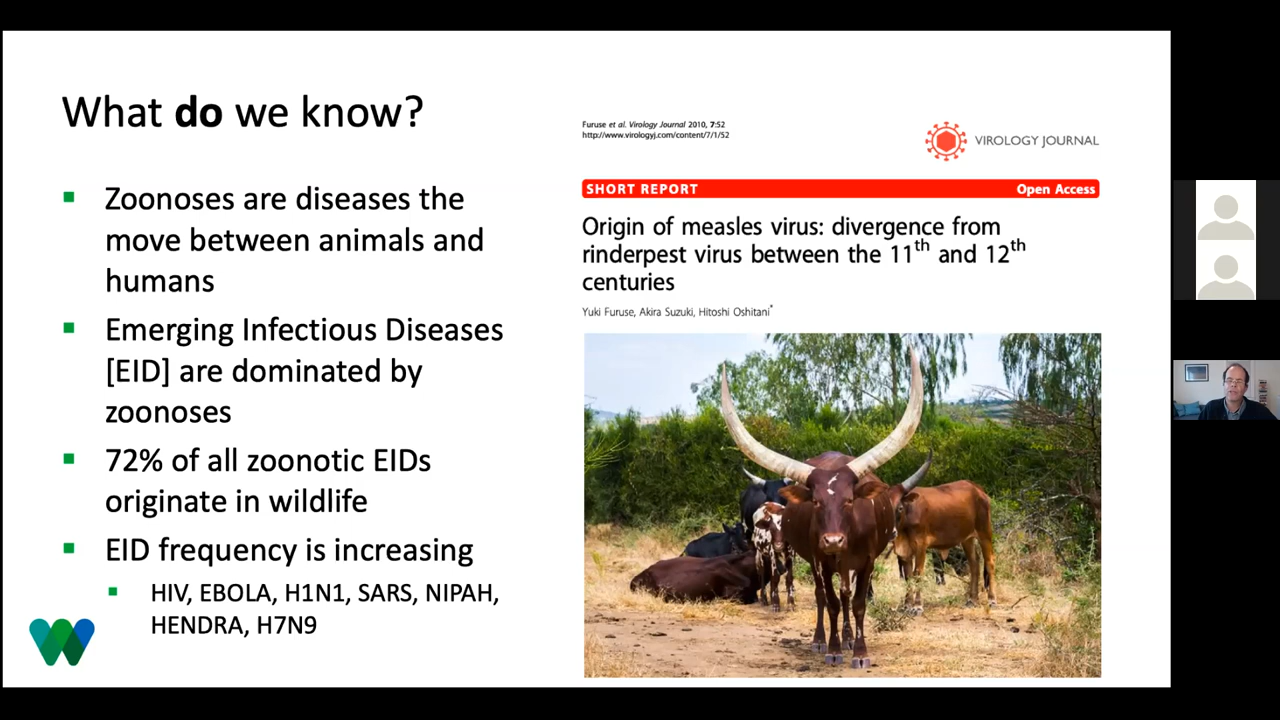 What do we know?
Zoonoses are diseases the
move between animals and
humans
Emerging Infectious Diseases
[EID] are dominated by
zoonoses
72% of all zoonotic EIDs
originate in wildlife
EID frequency is increasing
HIV, EBOLA, H1N1, SARS, NIPAH,
HENDRA, H7N9
Furuse et al. Virology Journal 2010, 7:52
http://www.virologyj.com/content/7/1/52
VIROLOGY JOURNAL
SHORT REPORT Open Access
Origin of measles virus: divergence from
rinderpest virus between the 11th and 12th
centuries
Yuki Furuse, Akira Suzuki, Hitoshi Oshitani*